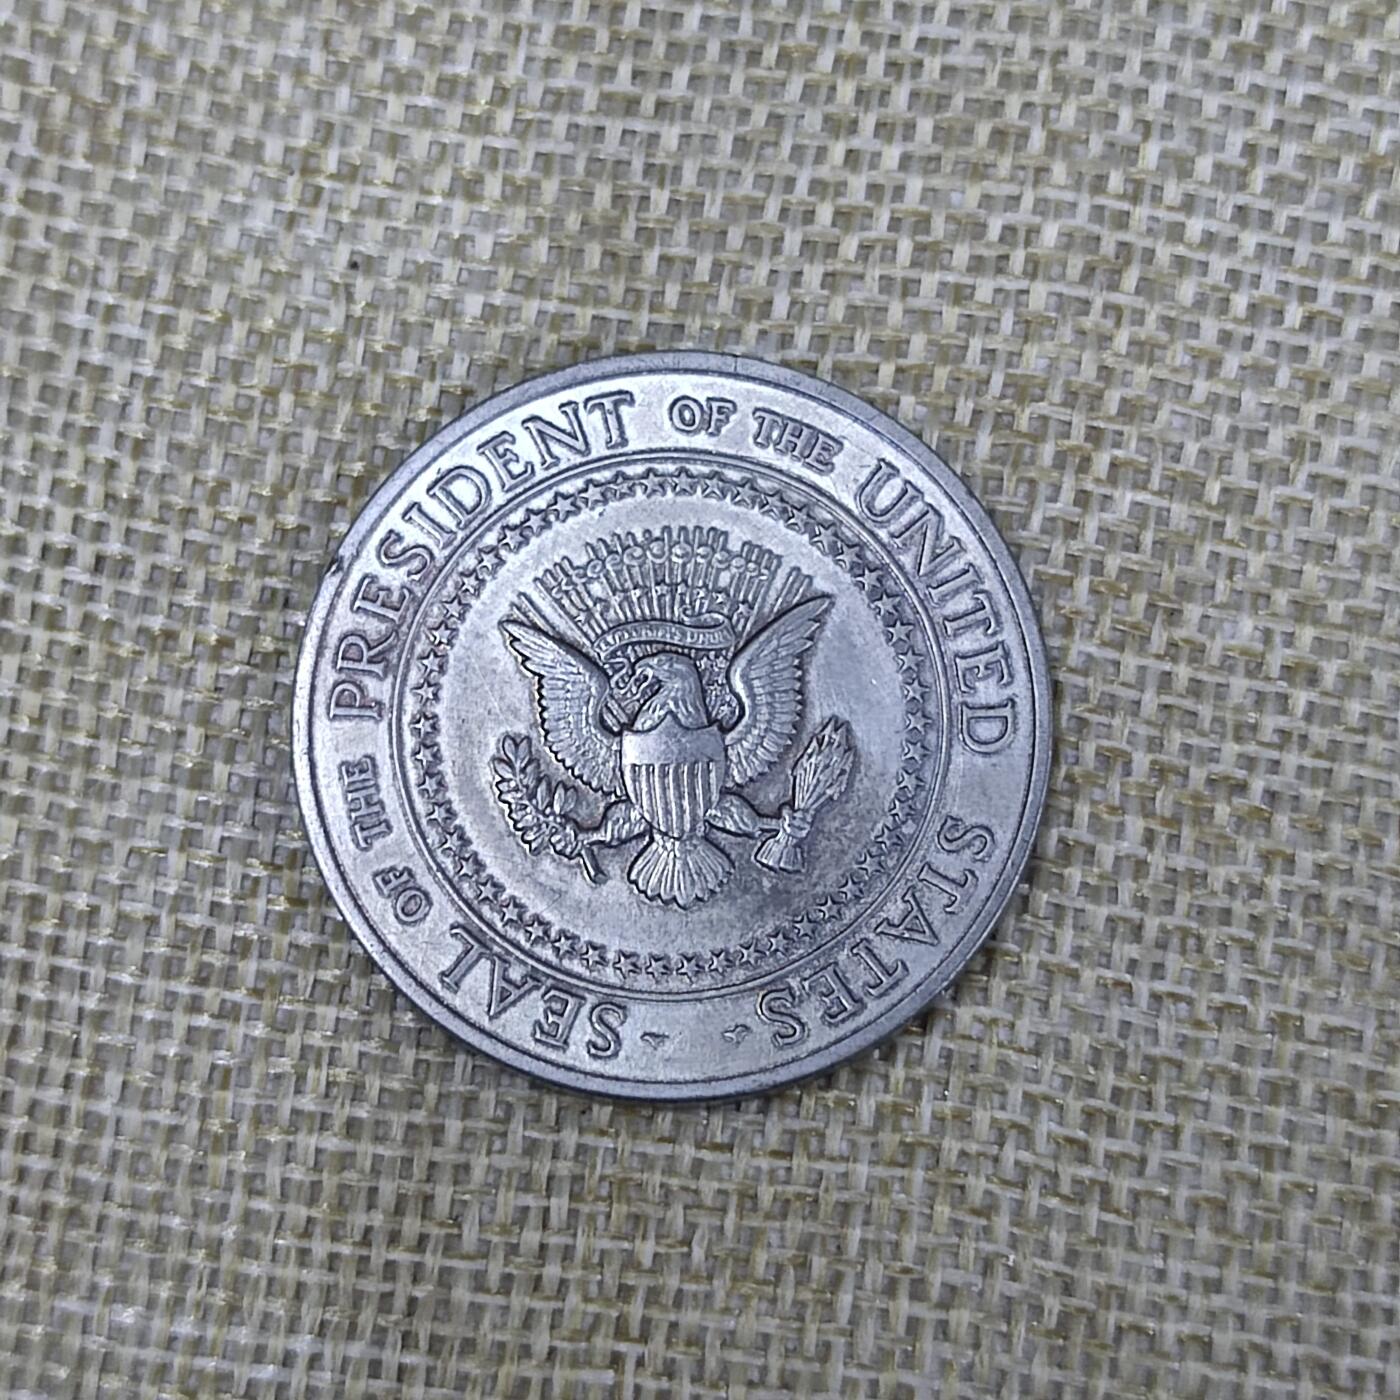 SEAL OF THE PRESIDENT OF THE UNITED STATES